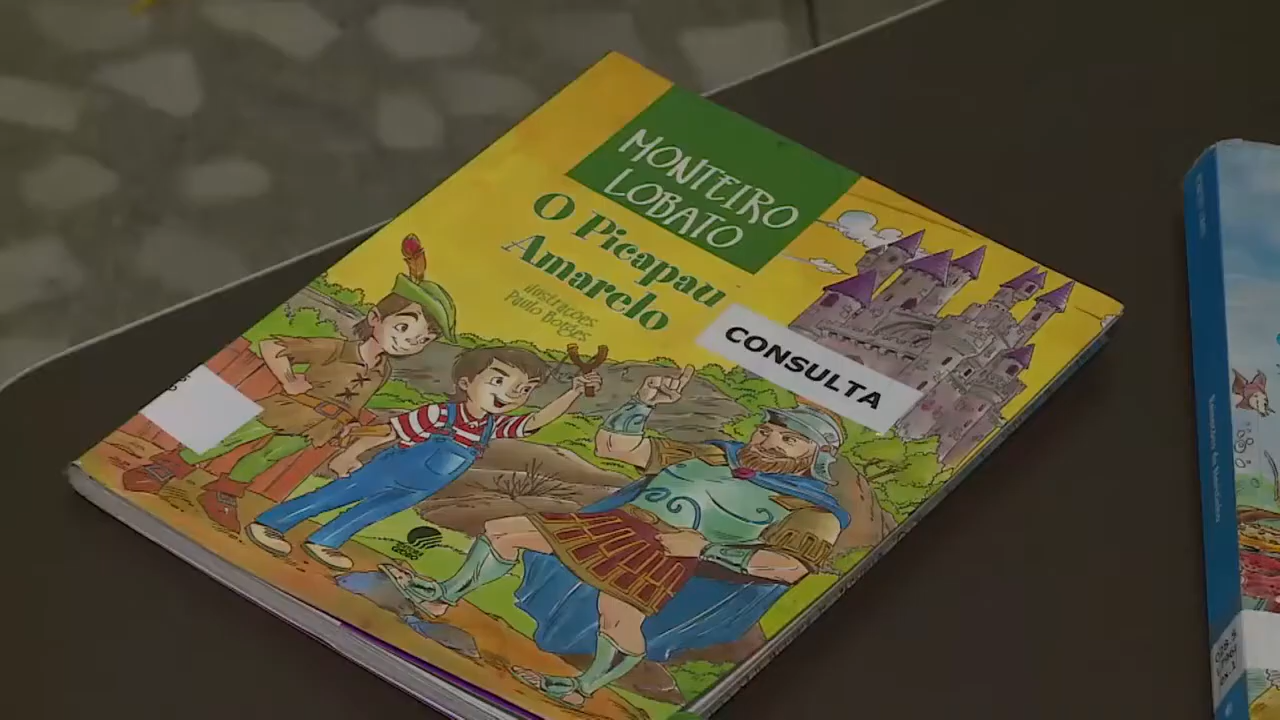 MONTEIRO
LOBATO
O Picapau
Amarelo
ilustrações
Paulo Borges
CONSULTA